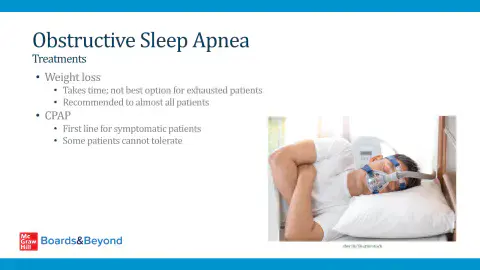 Obstructive Sleep Apnea
Treatments
• Weight loss
• Takes time; not best option for exhausted patients
• Recommended to almost all patients
• CPAP
• First line for symptomatic patients
• Some patients cannot tolerate
Mc
Graw
Hill
Boards&Beyond